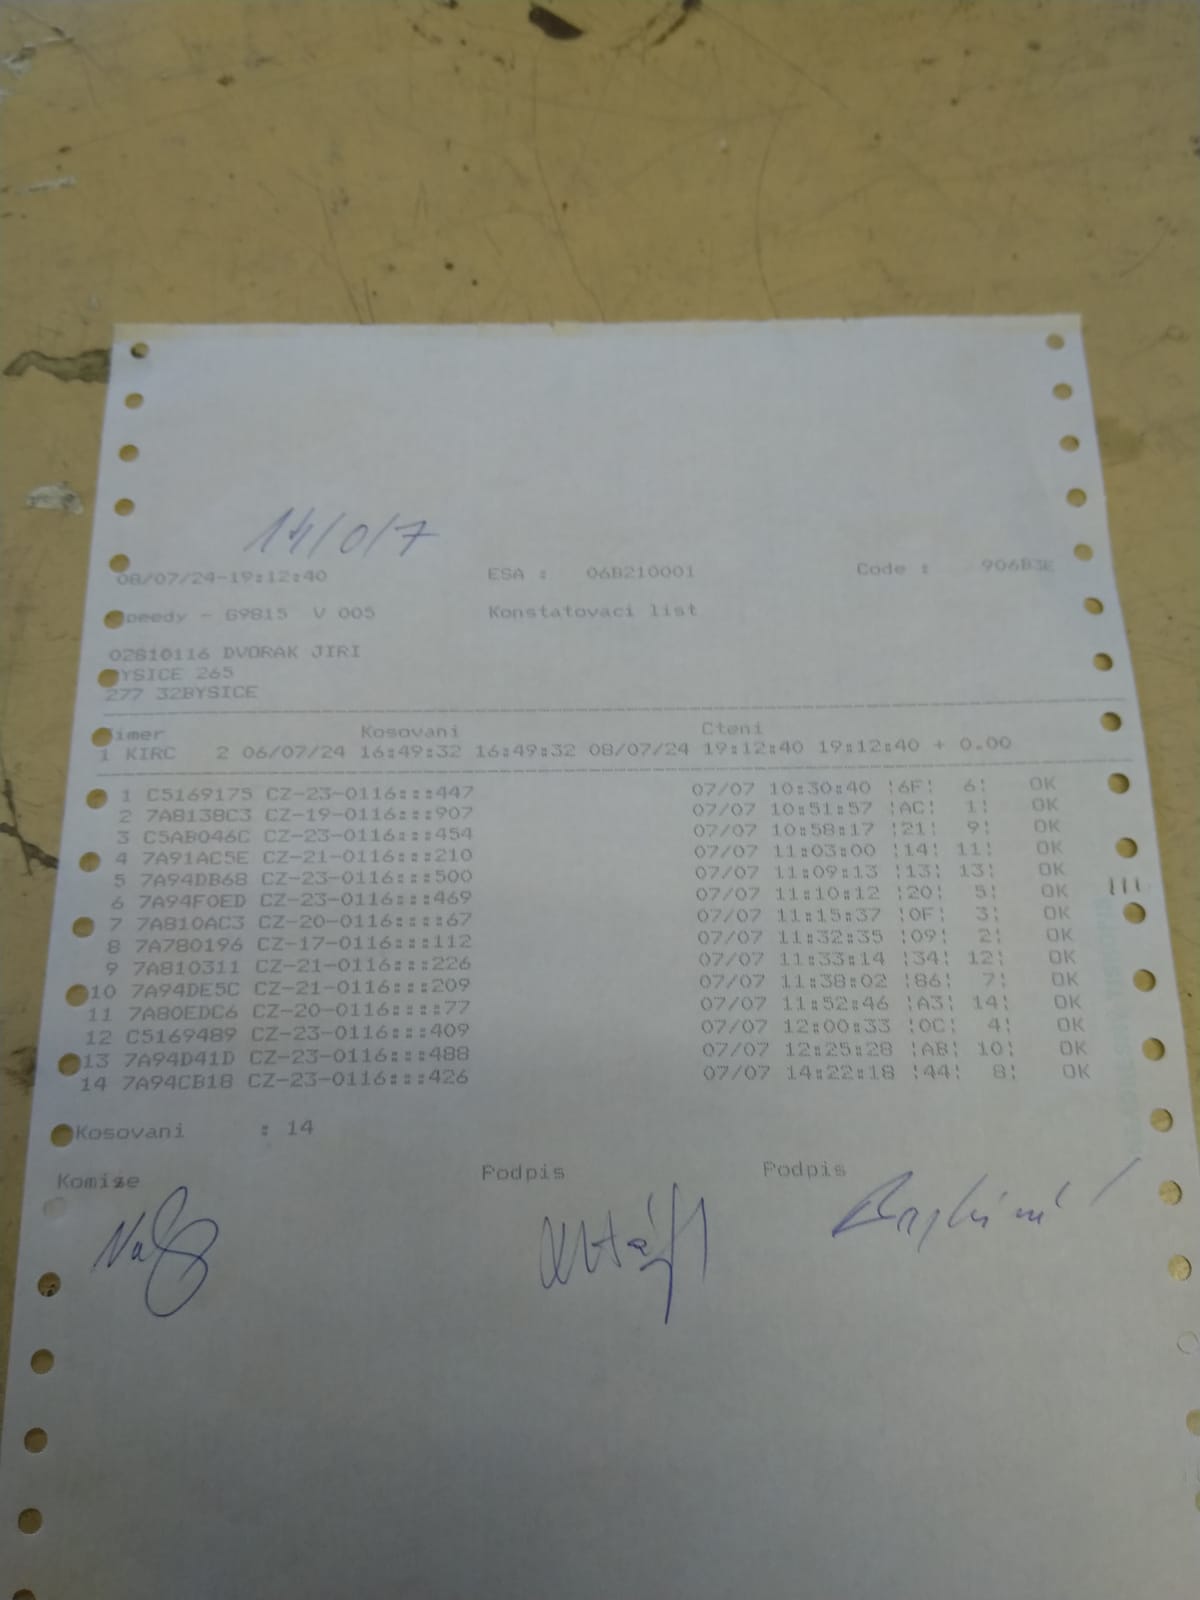 14/0/7
08/07/24-19:12:40 ESA : 06B210001 Code : 906B3E
peedy - G9815 V 005 Konstatovaci list
02810116 DVORAK JIRI
YSICE 265
277 32BYSICE
imer Kosovani Cteni
1 KIRC 2 06/07/24 16:49:32 16:49:32 08/07/24 19:12:40 19:12:40 + 0.00
1 C5169175 CZ-23-0116:::447 07/07 10:30:40 ¦6F¦ 6¦ OK
2 7A8138C3 CZ-19-0116:::907 07/07 10:51:57 ¦AC¦ 1¦ OK
3 C5AB046C CZ-23-0116:::454 07/07 10:58:17 ¦21¦ 9¦ OK
4 7A91AC5E CZ-21-0116:::210 07/07 11:03:00 ¦14¦ 11¦ OK
5 7A94DB68 CZ-23-0116:::500 07/07 11:09:13 ¦13¦ 13¦ OK
6 7A94F0ED CZ-23-0116:::469 07/07 11:10:12 ¦20¦ 5¦ OK
7 7A810AC3 CZ-20-0116::::67 07/07 11:15:37 ¦0F¦ 3¦ OK
8 7A780196 CZ-17-0116:::112 07/07 11:32:35 ¦09¦ 2¦ OK
9 7A810311 CZ-21-0116:::226 07/07 11:33:14 ¦34¦ 12¦ OK
10 7A94DE5C CZ-21-0116:::209 07/07 11:38:02 ¦86¦ 7¦ OK
11 7A80EDC6 CZ-20-0116::::77 07/07 11:52:46 ¦A3¦ 14¦ OK
12 C5169489 CZ-23-0116:::409 07/07 12:00:33 ¦0C¦ 4¦ OK
13 7A94D41D CZ-23-0116:::488 07/07 12:25:28 ¦AB¦ 10¦ OK
14 7A94CB18 CZ-23-0116:::426 07/07 14:22:18 ¦44¦ 8¦ OK
Kosovani : 14
Komise Podpis Podpis